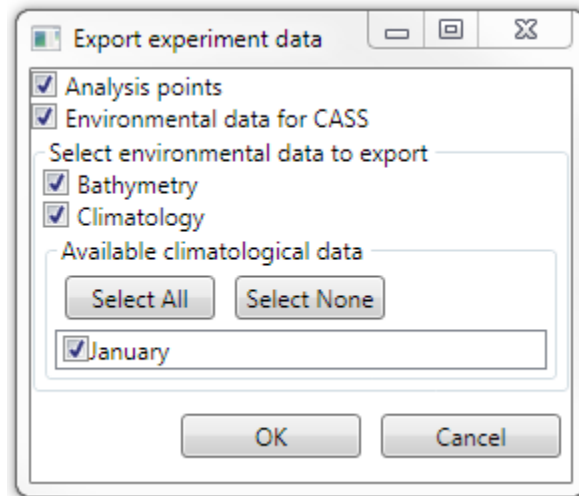 Export experiment data
Analysis points
Environmental data for CASS
Select environmental data to export
Bathymetry
Climatology
Available climatological data
Select All Select None
January
OK Cancel